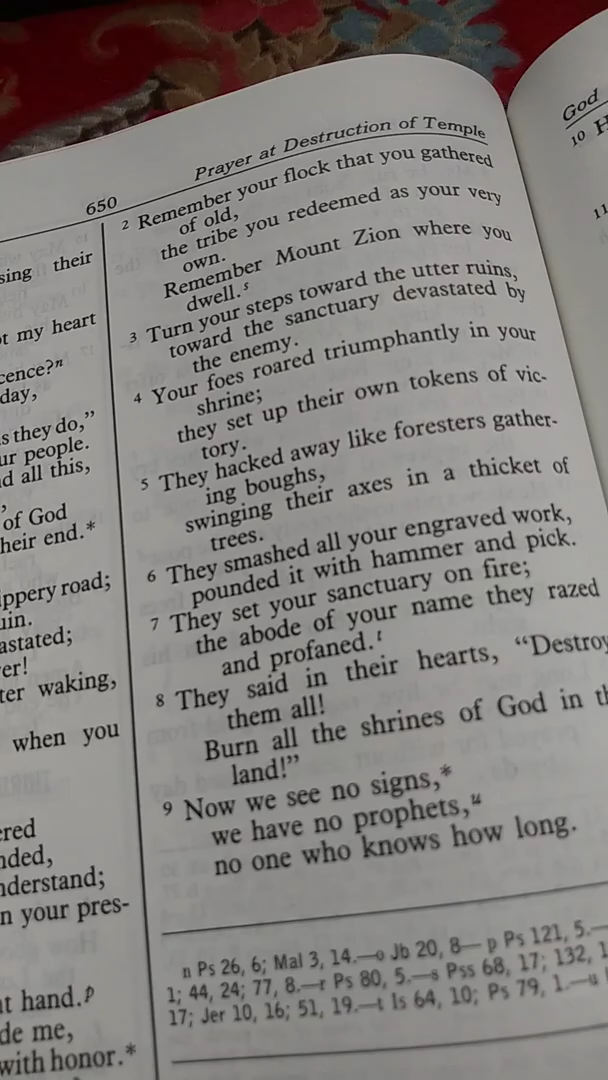 650
Prayer at Destruction of Temple
sing their
t my heart
cence?"ⁿ
day,
s they do,"
ur people.
d all this,
,
of God
heir end.*
ippery road;
uin.
astated;
er!
ter waking,
when you
ered
nded,
nderstand;
n your pres-
t hand.ᵖ
de me,
with honor.*
2 Remember your flock that you gathered
of old,
the tribe you redeemed as your very
own.
Remember Mount Zion where you
dwell.ˢ
3 Turn your steps toward the utter ruins,
toward the sanctuary devastated by
the enemy.
4 Your foes roared triumphantly in your
shrine;
they set up their own tokens of vic-
tory.
5 They hacked away like foresters gather-
ing boughs,
swinging their axes in a thicket of
trees.
6 They smashed all your engraved work,
pounded it with hammer and pick.
7 They set your sanctuary on fire;
the abode of your name they razed
and profaned.ᵗ
8 They said in their hearts, "Destroy
them all!
Burn all the shrines of God in th
land!"
9 Now we see no signs,*
we have no prophets,ᵘ
no one who knows how long.
n Ps 26, 6; Mal 3, 14.—o Jb 20, 8— p Ps 121, 5.—
1; 44, 24; 77, 8.—r Ps 80, 5.—s Pss 68, 17; 132, 1
17; Jer 10, 16; 51, 19.—t Is 64, 10; Ps 79, 1.—u
God
10 H
11